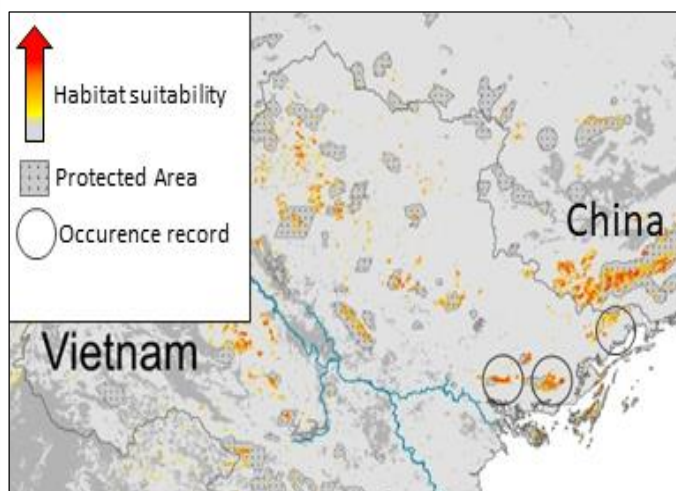 Habitat suitability
Protected Area
Occurence record
China
Vietnam